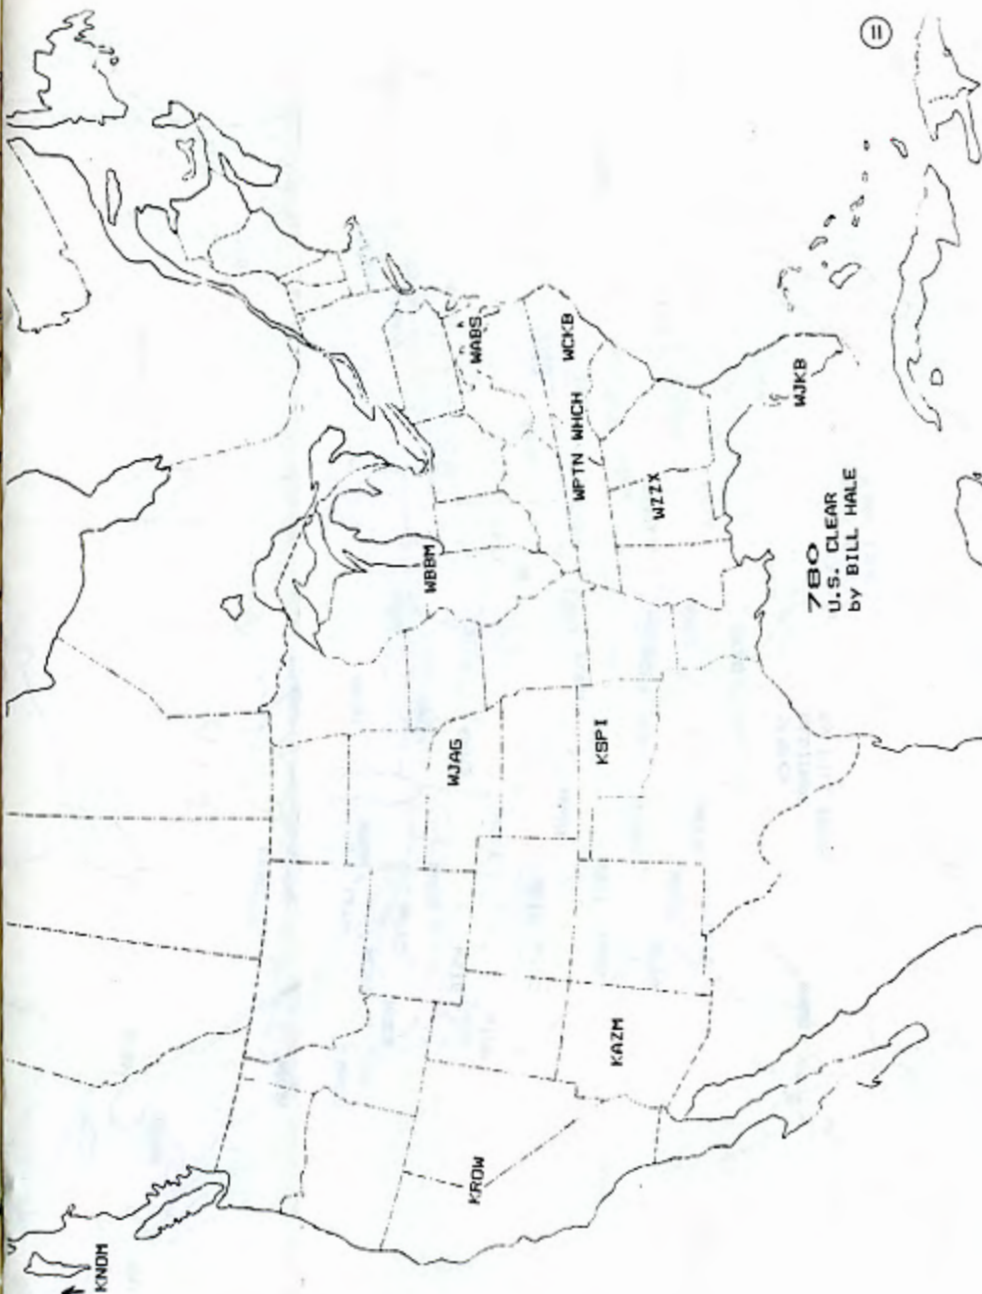 KNOM
KROW
KAZM
WJAG
KSPI
WBBM
WPTN WHCH
WZZX
WABS
WCKB
WJKB
780
U.S. CLEAR
by BILL HALE
11